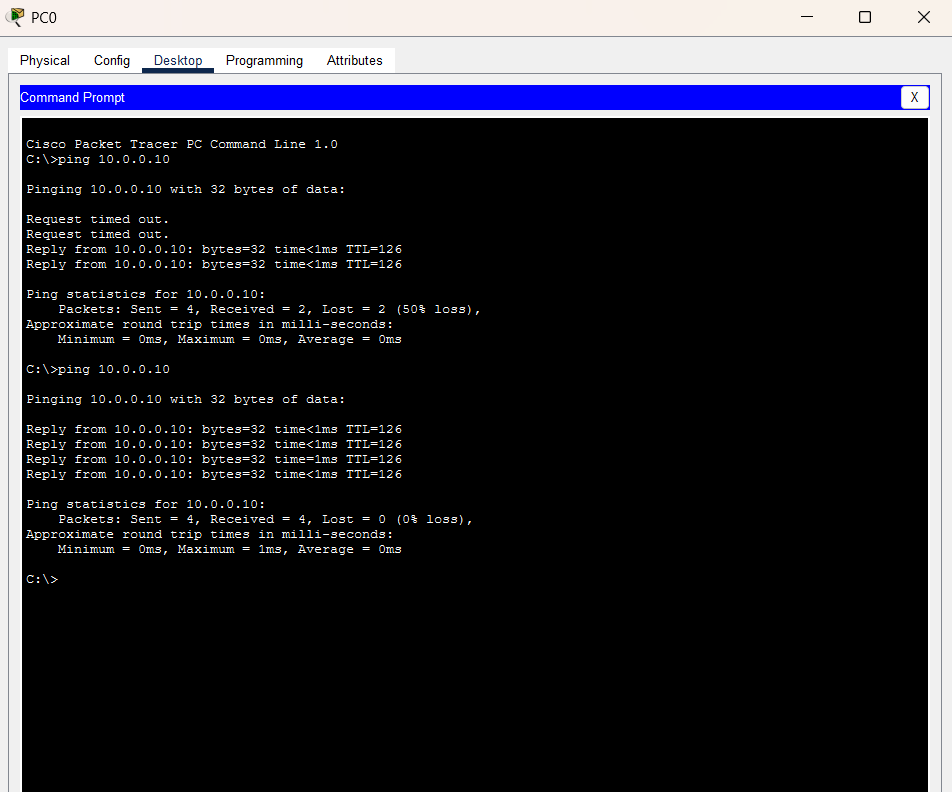 PC0
Physical Config Desktop Programming Attributes
Command Prompt X
Cisco Packet Tracer PC Command Line 1.0
C:\>ping 10.0.0.10
Pinging 10.0.0.10 with 32 bytes of data:
Request timed out.
Request timed out.
Reply from 10.0.0.10: bytes=32 time<1ms TTL=126
Reply from 10.0.0.10: bytes=32 time<1ms TTL=126
Ping statistics for 10.0.0.10:
Packets: Sent = 4, Received = 2, Lost = 2 (50% loss),
Approximate round trip times in milli-seconds:
Minimum = 0ms, Maximum = 0ms, Average = 0ms
C:\>ping 10.0.0.10
Pinging 10.0.0.10 with 32 bytes of data:
Reply from 10.0.0.10: bytes=32 time<1ms TTL=126
Reply from 10.0.0.10: bytes=32 time<1ms TTL=126
Reply from 10.0.0.10: bytes=32 time=1ms TTL=126
Reply from 10.0.0.10: bytes=32 time<1ms TTL=126
Ping statistics for 10.0.0.10:
Packets: Sent = 4, Received = 4, Lost = 0 (0% loss),
Approximate round trip times in milli-seconds:
Minimum = 0ms, Maximum = 1ms, Average = 0ms
C:\>